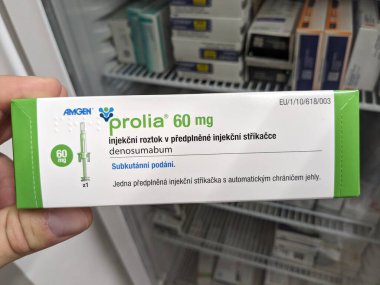 EU/1/10/618/003
AMGEN®
prolia® 60 mg
injekční roztok v předplněné injekční stříkačce
denosumabum
60
mg
Subkutánní podání.
x1
Jedna předplněná injekční stříkačka s automatickým chráničem jehly.